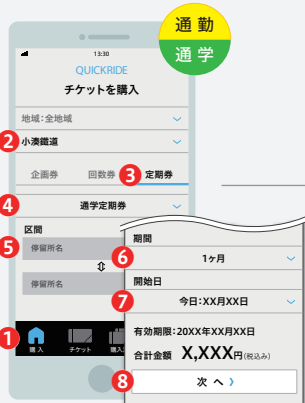 通勤
通学
13:30
QUICKRIDE
チケットを購入
地域:全地域
2 小湊鐵道
企画券 回数券 3 定期券
4 通学定期券
区間
5 停留所名
停留所名
1 購入 チケット
期間
6 1ヶ月
開始日
7 今日:XX月XX日
有効期限:20XX年XX月XX日
合計金額 X,XXX円(税込み)
8 次へ 》